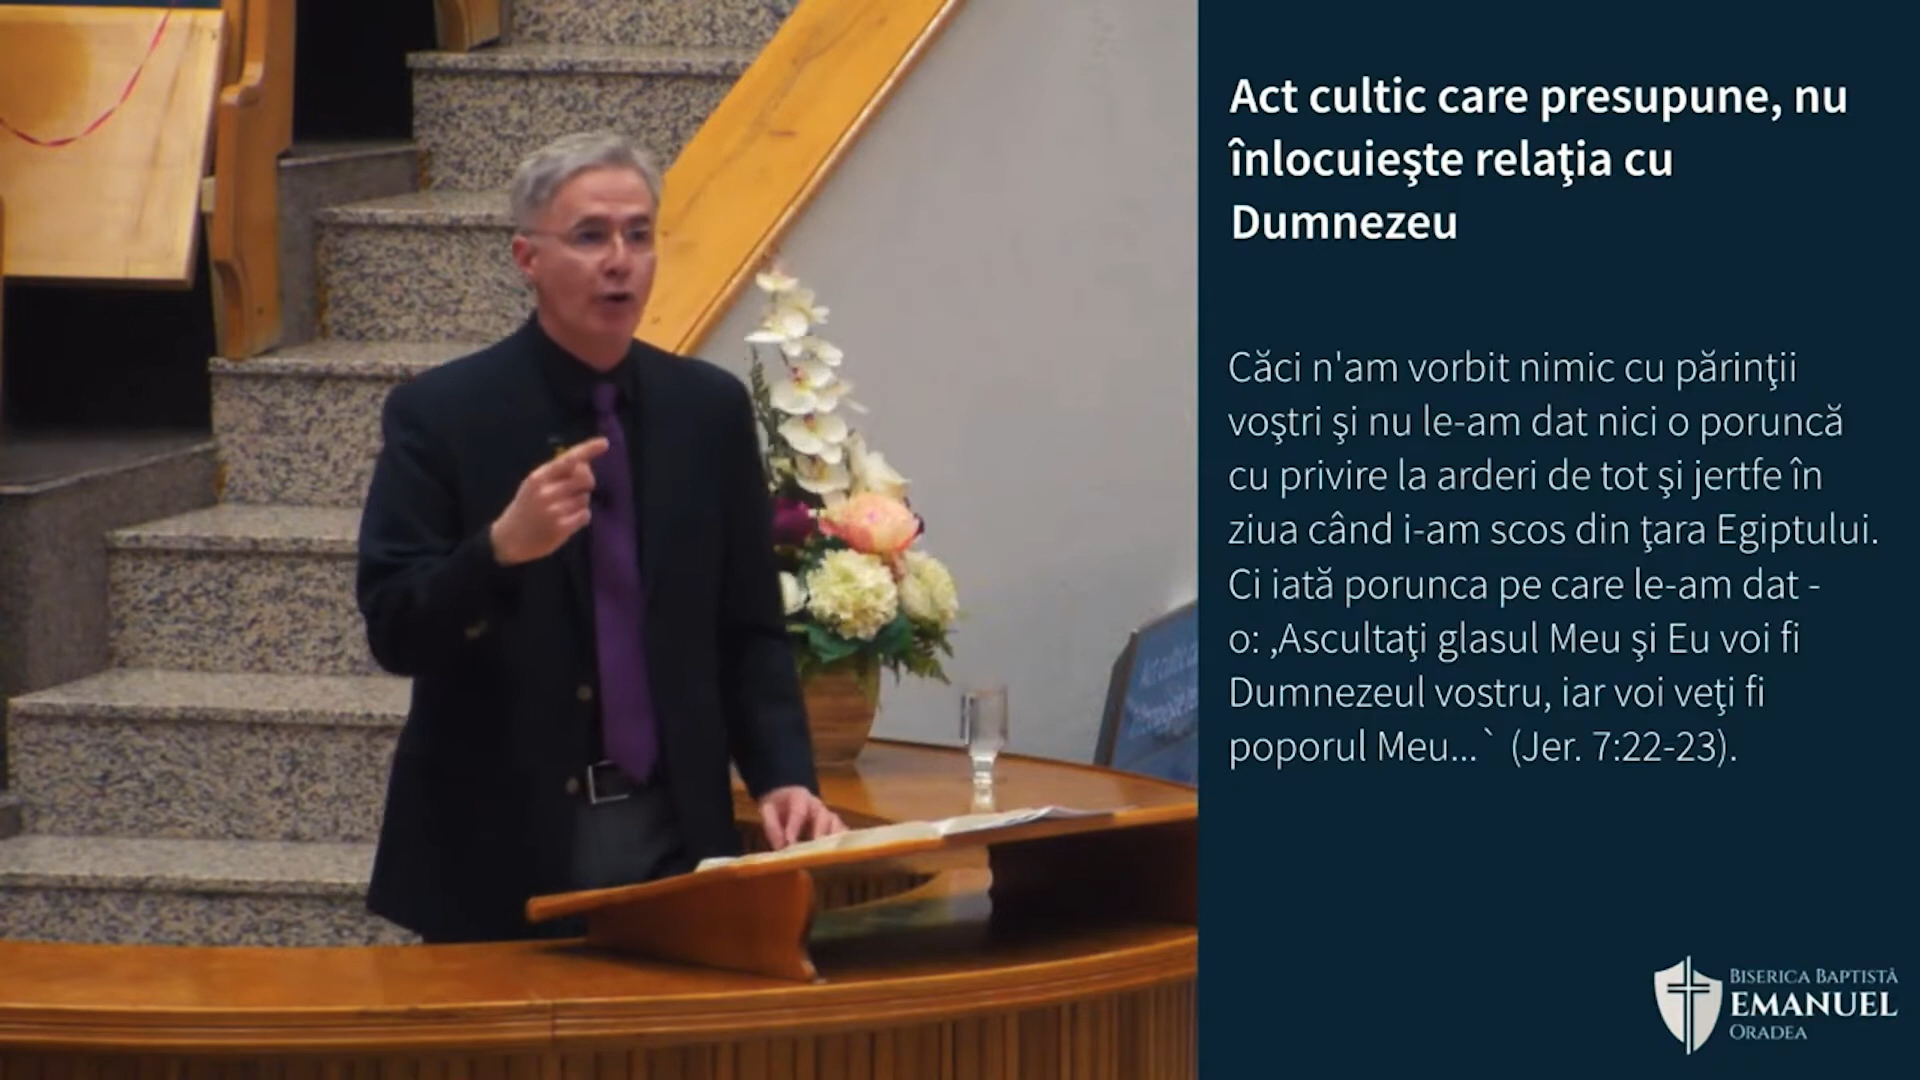 Act cultic care presupune, nu
înlocuieşte relaţia cu
Dumnezeu
Căci n'am vorbit nimic cu părinţii
voştri şi nu le-am dat nici o poruncă
cu privire la arderi de tot şi jertfe în
ziua când i-am scos din ţara Egiptului.
Ci iată porunca pe care le-am dat -
o: ,Ascultaţi glasul Meu şi Eu voi fi
Dumnezeul vostru, iar voi veţi fi
poporul Meu...` (Jer. 7:22-23).
BISERICA BAPTISTĂ
EMANUEL
ORADEA